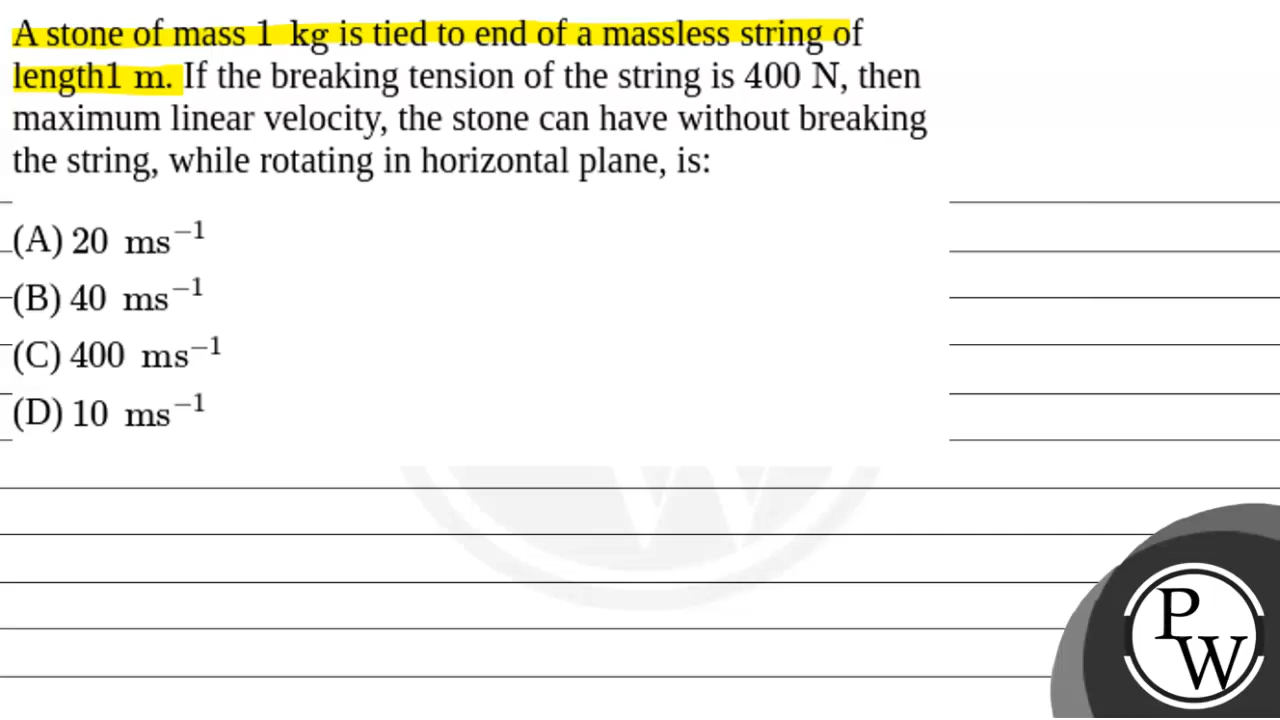 A stone of mass 1 kg is tied to end of a massless string of
length1 m. If the breaking tension of the string is 400 N, then
maximum linear velocity, the stone can have without breaking
the string, while rotating in horizontal plane, is:
(A) 20 ms⁻¹
(B) 40 ms⁻¹
(C) 400 ms⁻¹
(D) 10 ms⁻¹
PW